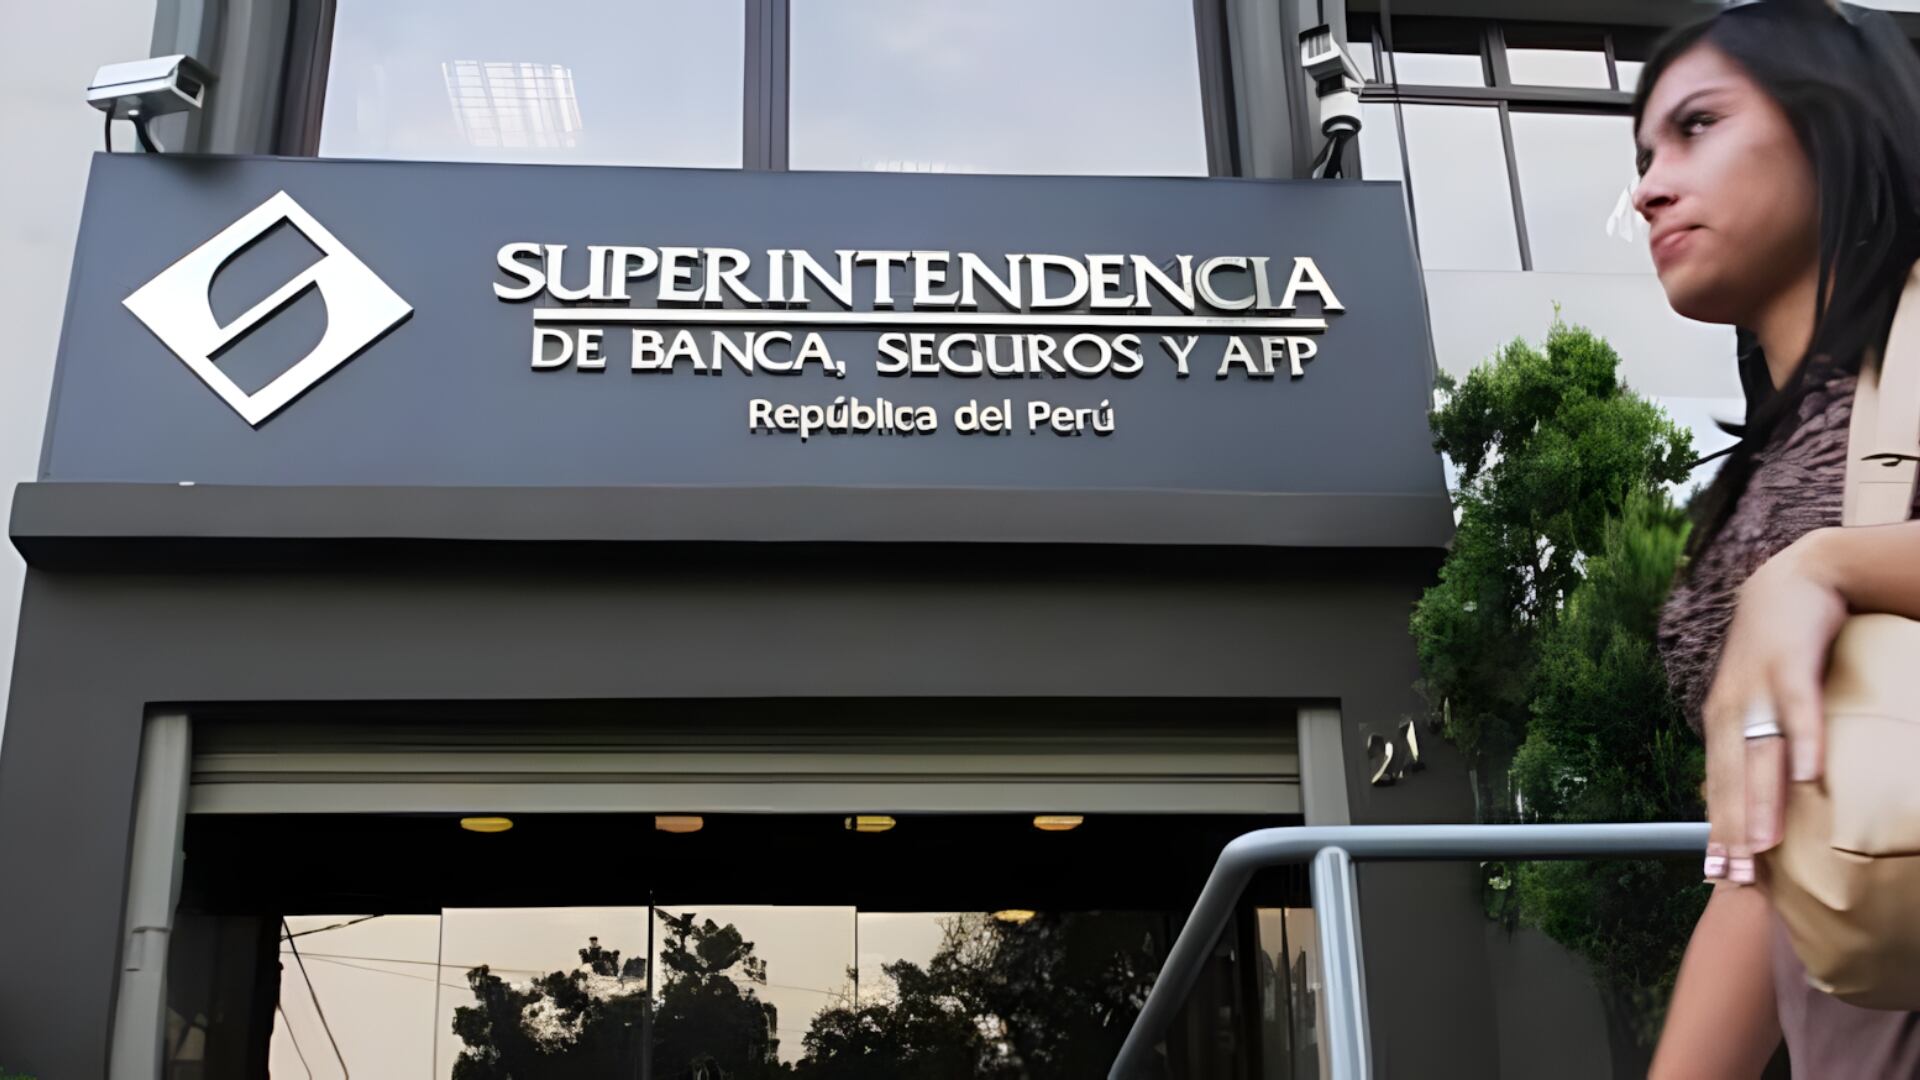 SUPERINTENDENCIA
DE BANCA, SEGUROS Y AFP
República del Perú